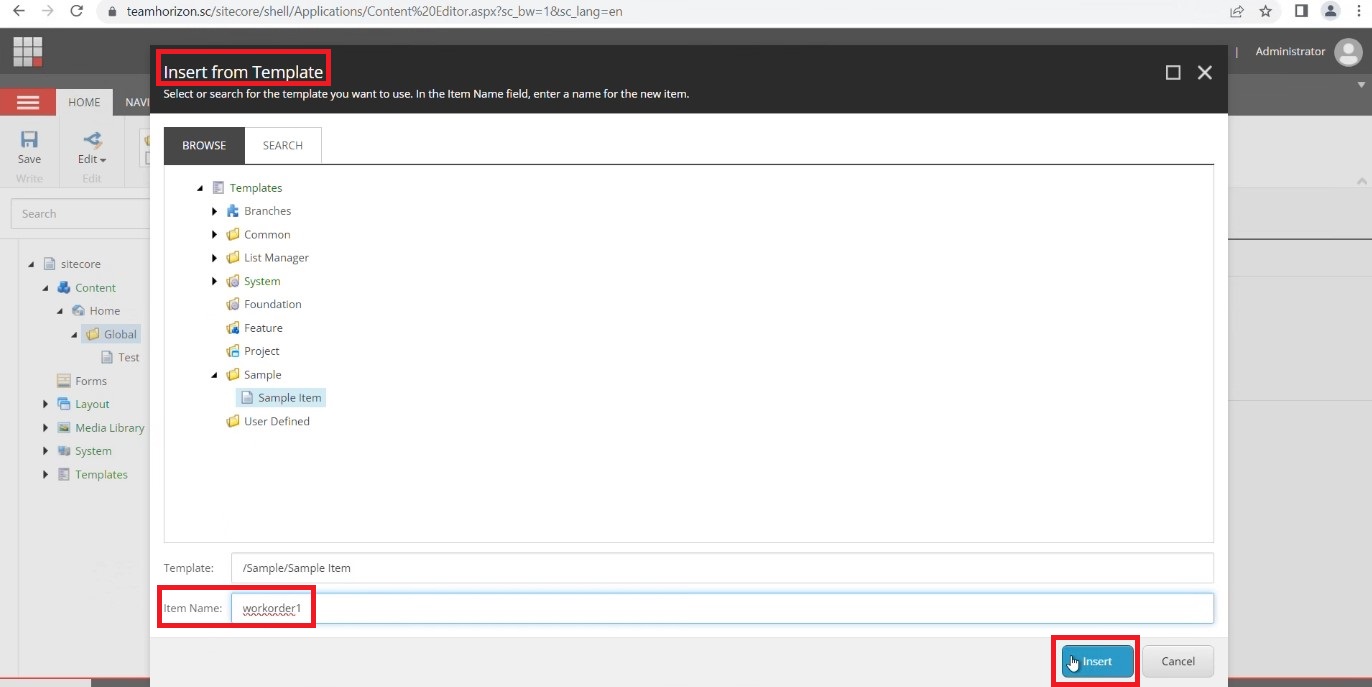 teamhorizon.sc/sitecore/shell/Applications/Content%20Editor.aspx?sc_bw=1&sc_lang=en
| Administrator
Insert from Template
Select or search for the template you want to use. In the Item Name field, enter a name for the new item.
HOME NAVI
BROWSE SEARCH
Save Edit
Write Edit
Search
sitecore
Content
Home
Global
Test
Forms
Layout
Media Library
System
Templates
Templates
Branches
Common
List Manager
System
Foundation
Feature
Project
Sample
Sample Item
User Defined
Template: /Sample/Sample Item
Item Name: workorder1
Insert Cancel